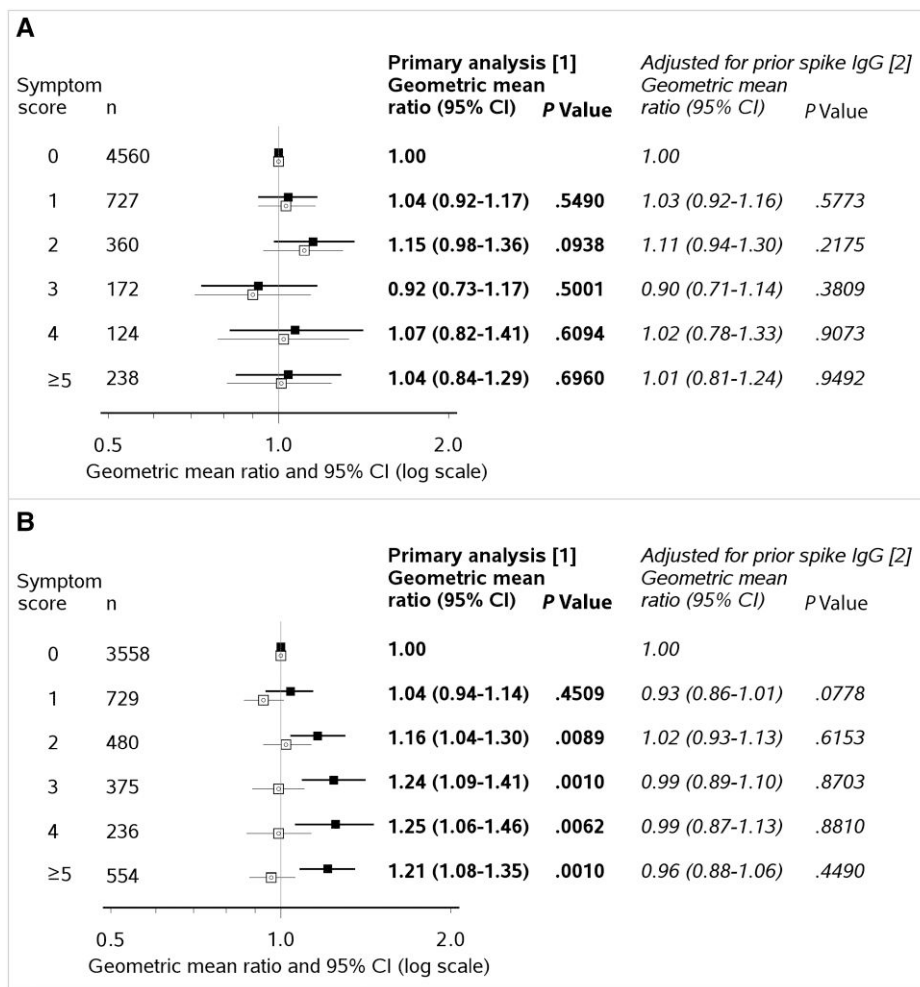 A
Primary analysis [1] Adjusted for prior spike IgG [2]
Symptom Geometric mean Geometric mean
score n ratio (95% CI) P Value ratio (95% CI) P Value
0 4560 1.00 1.00
1 727 1.04 (0.92-1.17) .5490 1.03 (0.92-1.16) .5773
2 360 1.15 (0.98-1.36) .0938 1.11 (0.94-1.30) .2175
3 172 0.92 (0.73-1.17) .5001 0.90 (0.71-1.14) .3809
4 124 1.07 (0.82-1.41) .6094 1.02 (0.78-1.33) .9073
≥5 238 1.04 (0.84-1.29) .6960 1.01 (0.81-1.24) .9492
0.5 1.0 2.0
Geometric mean ratio and 95% CI (log scale)
B
Primary analysis [1] Adjusted for prior spike IgG [2]
Symptom Geometric mean Geometric mean
score n ratio (95% CI) P Value ratio (95% CI) P Value
0 3558 1.00 1.00
1 729 1.04 (0.94-1.14) .4509 0.93 (0.86-1.01) .0778
2 480 1.16 (1.04-1.30) .0089 1.02 (0.93-1.13) .6153
3 375 1.24 (1.09-1.41) .0010 0.99 (0.89-1.10) .8703
4 236 1.25 (1.06-1.46) .0062 0.99 (0.87-1.13) .8810
≥5 554 1.21 (1.08-1.35) .0010 0.96 (0.88-1.06) .4490
0.5 1.0 2.0
Geometric mean ratio and 95% CI (log scale)